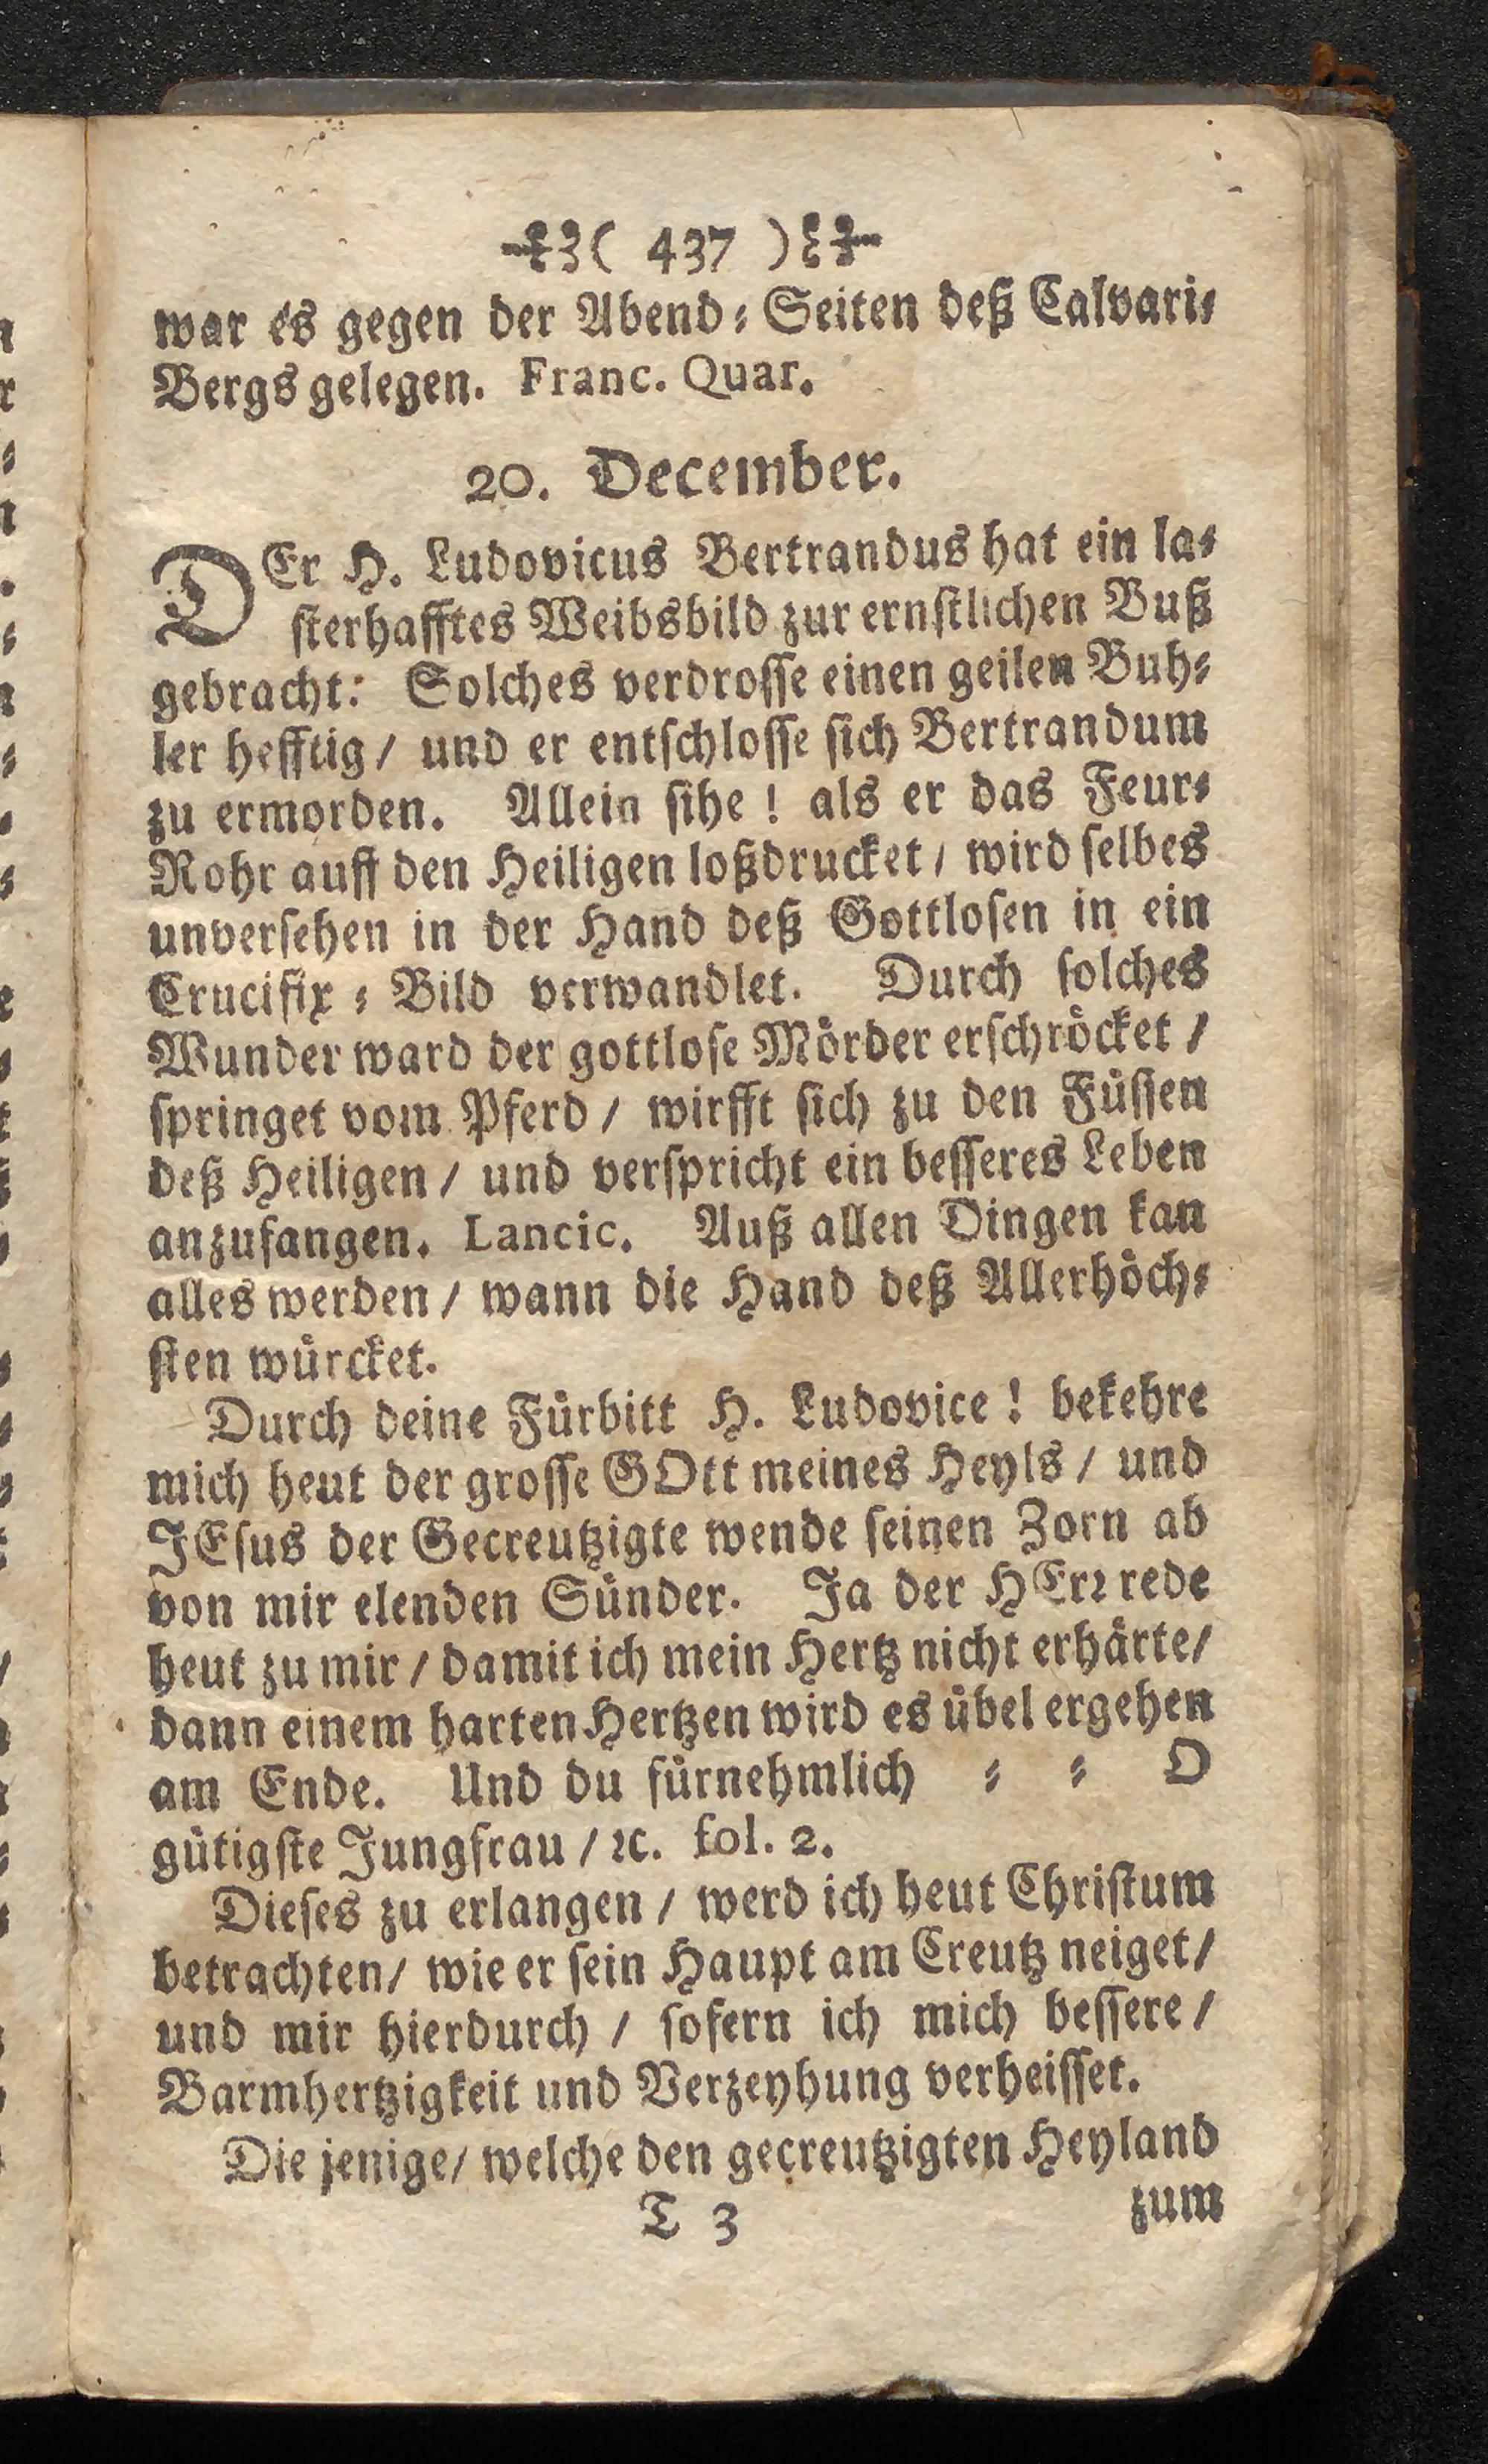 ( 437 )
war es gegen der Abend⸗Seiten deß Calvari⸗
Bergs gelegen. Franc. Quar.
20. December.
DEr H. Ludovicus Bertrandus hat ein la⸗
sterhafftes Weibsbild zur ernstlichen Buß
gebracht: Solches verdrosse einen geilen Buh⸗
ler hefftig / und er entschlosse sich Bertrandum
zu ermorden. Allein sihe ! als er das Feur⸗
Rohr auff den Heiligen loßdrucket / wird selbes
unversehen in der Hand deß Gottlosen in ein
Crucifix⸗Bild verwandlet. Durch solches
Wunder ward der gottlose Mörder erschröcket /
springet vom Pferd / wirfft sich zu den Füssen
deß Heiligen / und verspricht ein besseres Leben
anzufangen. Lancic. Auß allen Dingen kan
alles werden / wann die Hand deß Allerhöch⸗
sten würcket.
Durch deine Fürbitt H. Ludovice ! bekehre
mich heut der grosse GOtt meines Heyls / und
JEsus der Gecreutzigte wende seinen Zorn ab
von mir elenden Sünder. Ja der HErꝛ rede
heut zu mir / damit ich mein Hertz nicht erhärte /
dann einem harten Hertzen wird es übel ergehen
am Ende. Und du fürnehmlich ⸗ ⸗ O
gütigste Jungfrau / ꝛc. fol. 2.
Dieses zu erlangen / werd ich heut Christum
betrachten / wie er sein Haupt am Creutz neiget /
und mir hierdurch / sofern ich mich bessere /
Barmhertzigkeit und Verzeyhung verheisset.
Die jenige / welche den gecreutzigten Heyland
T 3 zum